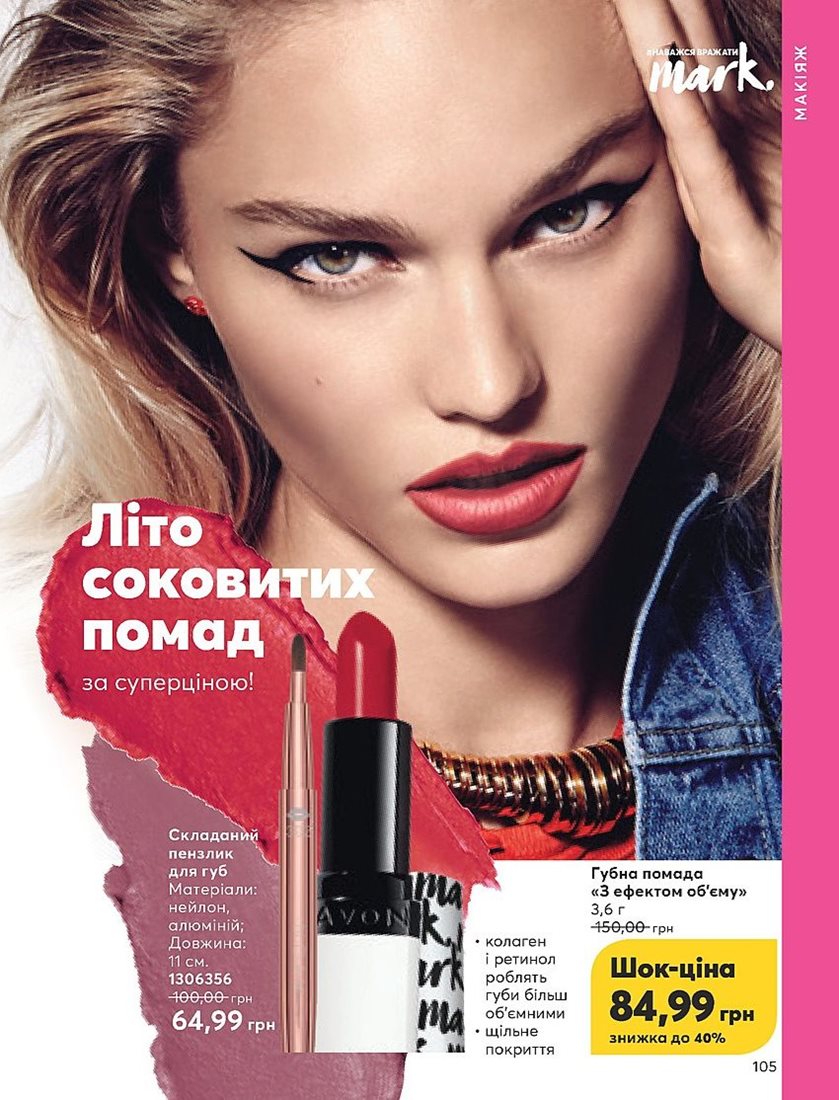 #НАВАЖСЯ ВРАЖАТИ
mark.
МАКІЯЖ
Літо
соковитих
помад
за суперціною!
Складаний
пензлик
для губ
Матеріали:
нейлон,
алюміній;
Довжина:
11 см.
1306356
100,00 грн
64,99 грн
AVON
mark.
mark.
• колаген
і ретинол
роблять
губи більш
об'ємними
• щільне
покриття
Губна помада
«З ефектом об'єму»
3,6 г
150,00 грн
Шок-ціна
84,99 грн
знижка до 40%
105